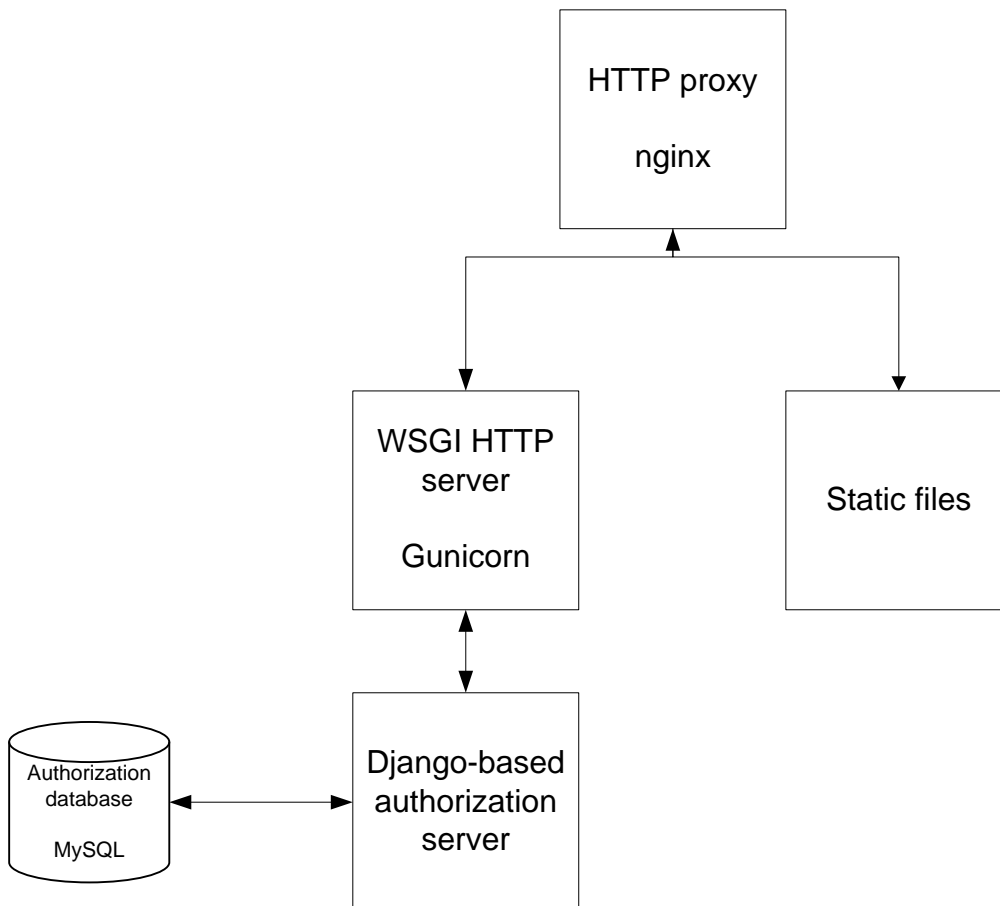 HTTP proxy
nginx
WSGI HTTP
server
Gunicorn
Static files
Django-based
authorization
server
Authorization
database
MySQL